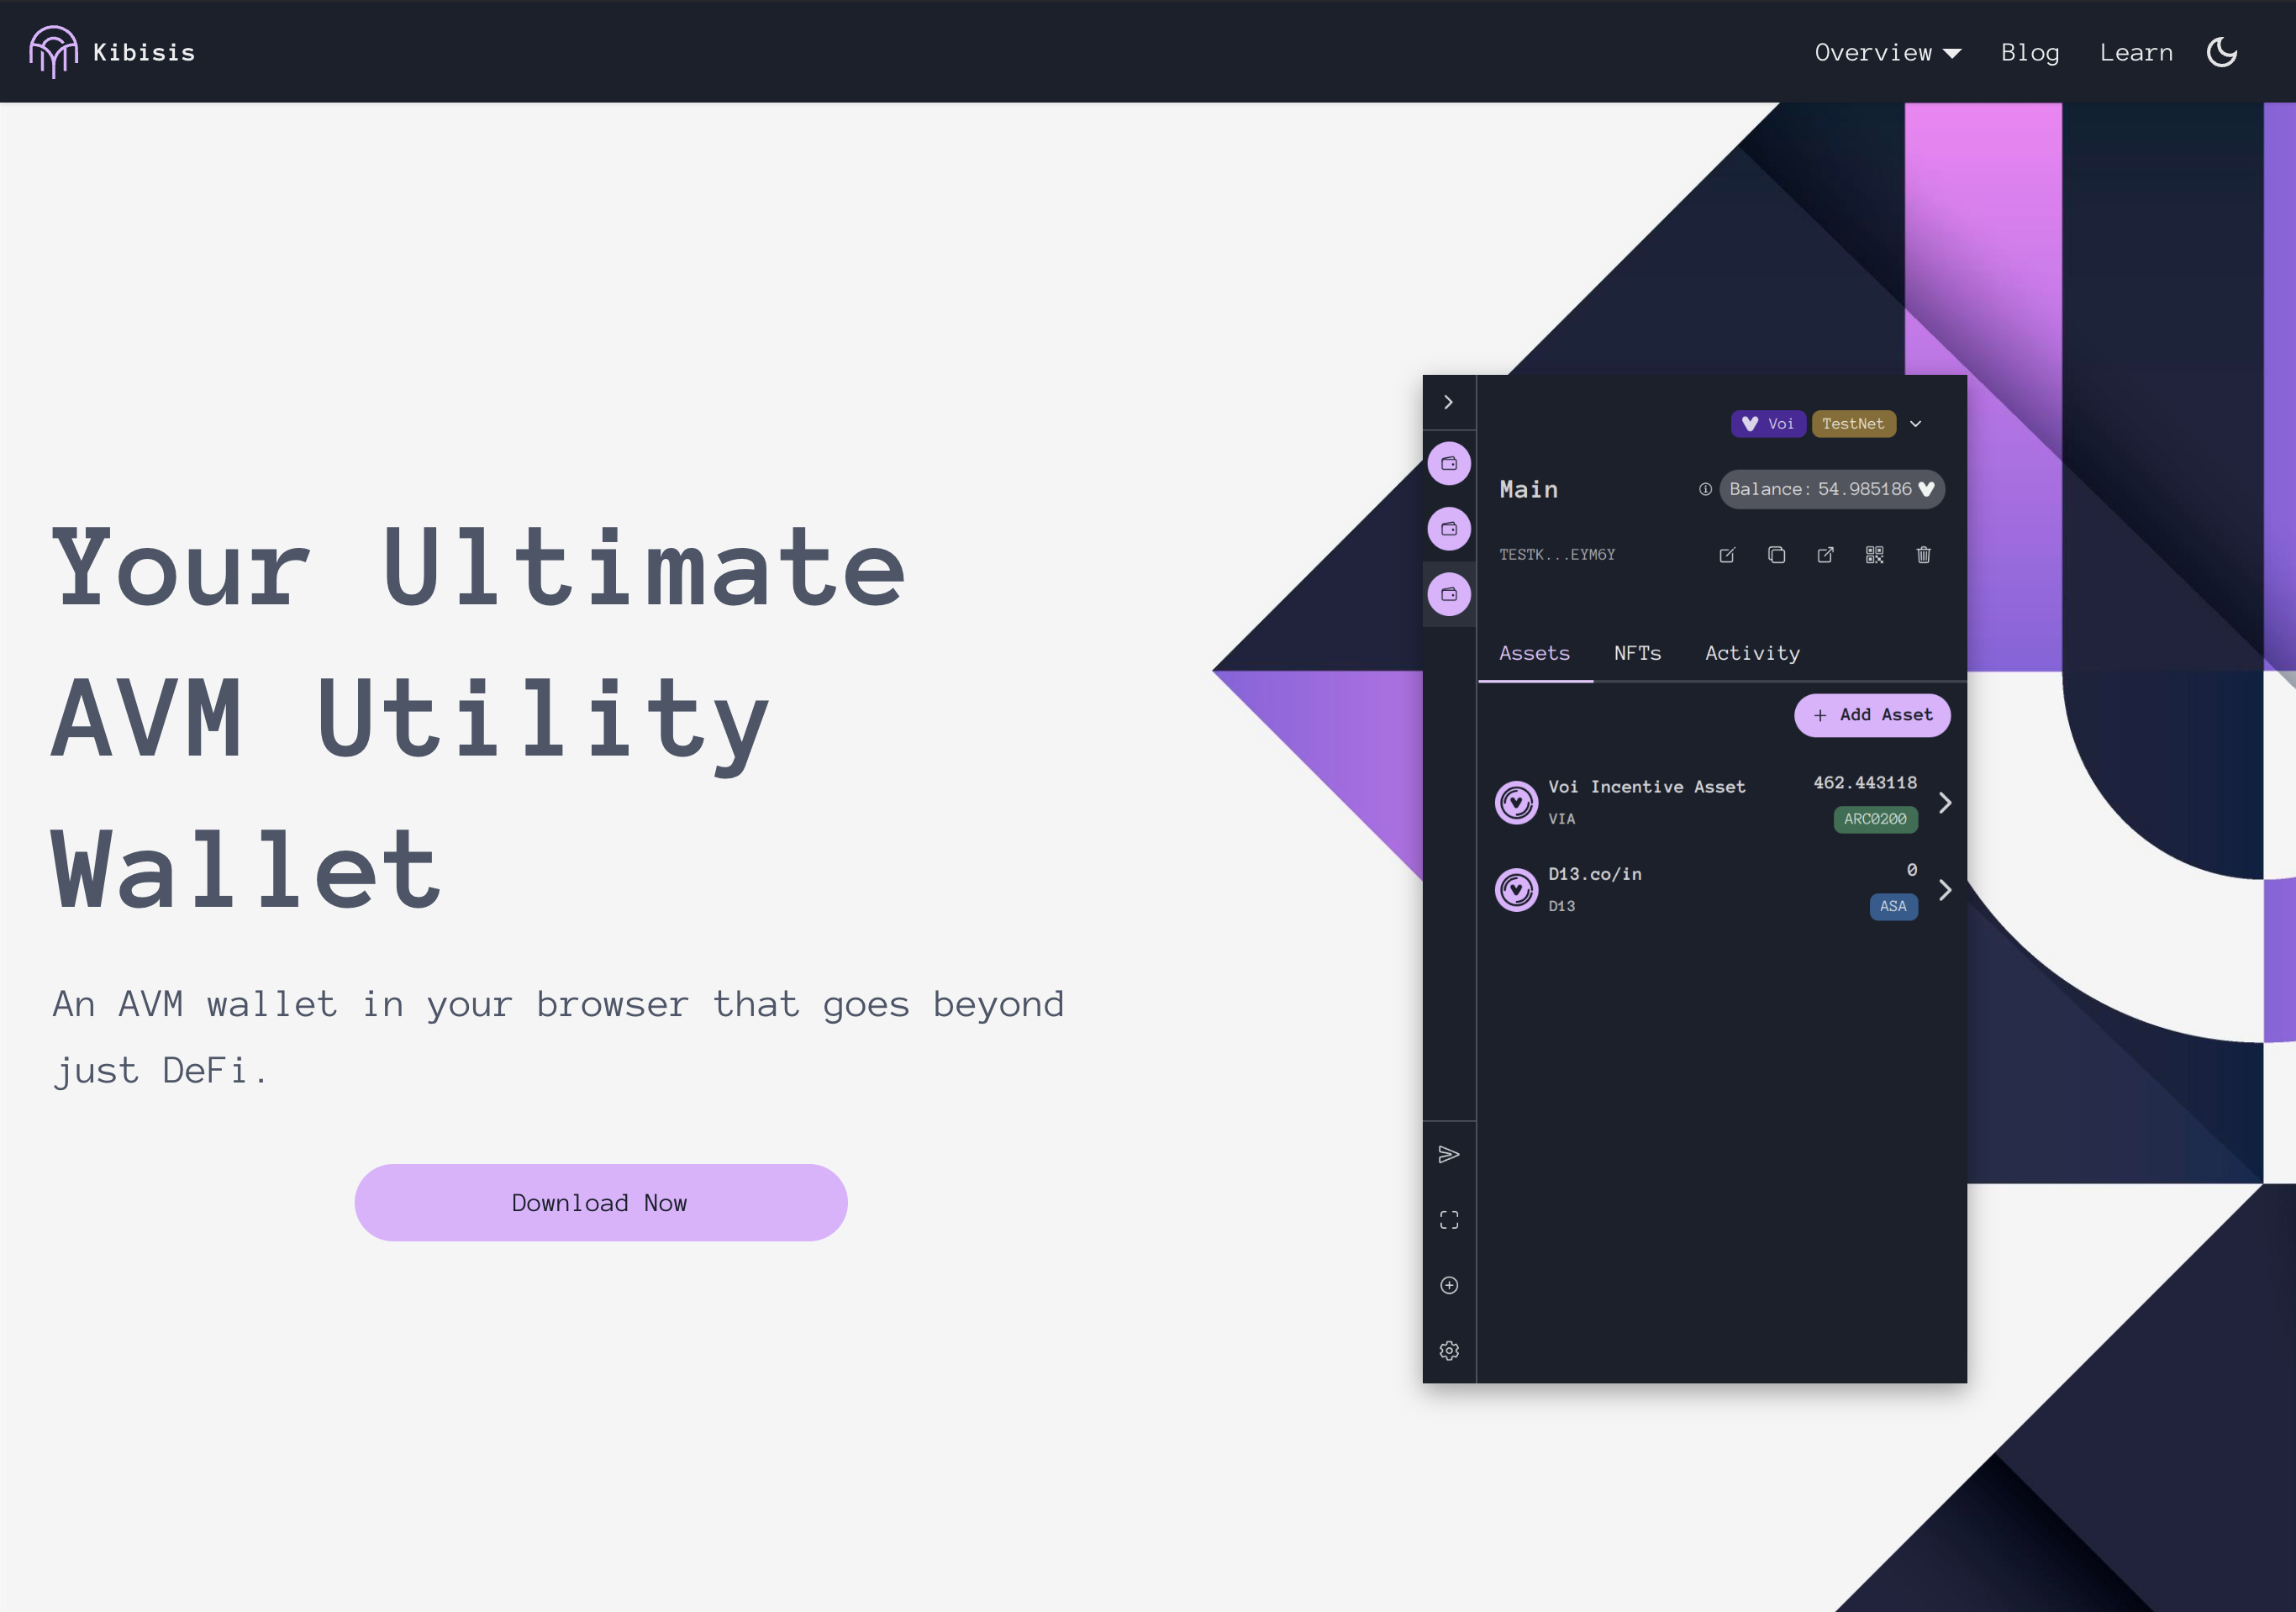 Kibisis
Overview
Blog
Learn
Your Ultimate
AVM Utility
Wallet
An AVM wallet in your browser that goes beyond
just DeFi.
Download Now
Voi
TestNet
Main
Balance: 54.985186
TESTK...EYM6Y
Assets
NFTs
Activity
+ Add Asset
Voi Incentive Asset
462.443118
VIA
ARC0200
D13.co/in
0
D13
ASA